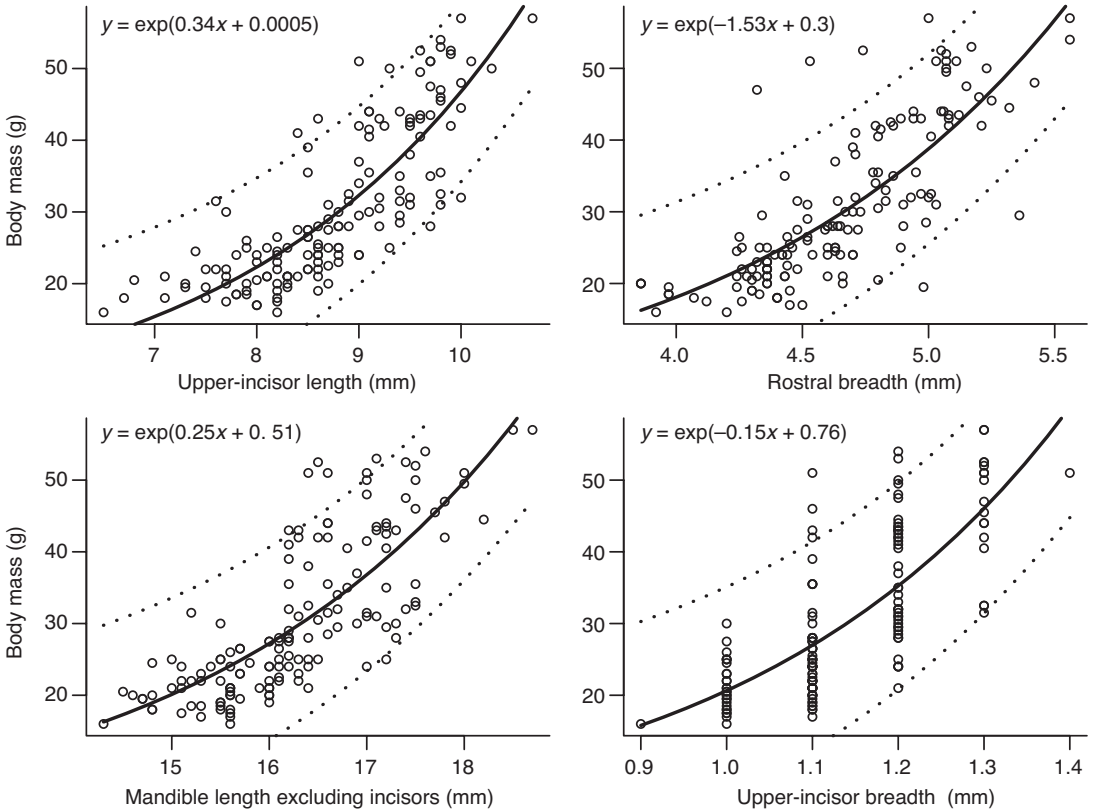 y = exp(0.34x + 0.0005)
50
40
30
20
Body mass (g)
7 8 9 10
Upper-incisor length (mm)
y = exp(–1.53x + 0.3)
50
40
30
20
4.0 4.5 5.0 5.5
Rostral breadth (mm)
y = exp(0.25x + 0. 51)
50
40
30
20
Body mass (g)
15 16 17 18
Mandible length excluding incisors (mm)
y = exp(–0.15x + 0.76)
50
40
30
20
0.9 1.0 1.1 1.2 1.3 1.4
Upper-incisor breadth (mm)